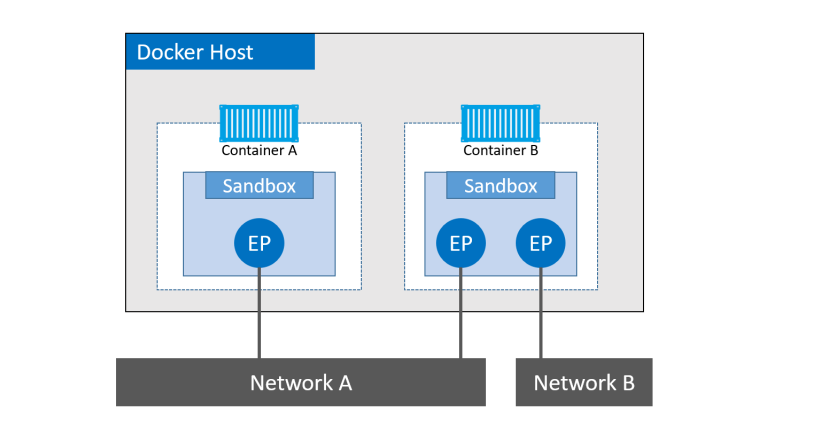 Docker Host
Container A
Container B
Sandbox
Sandbox
EP
EP
EP
Network A
Network B